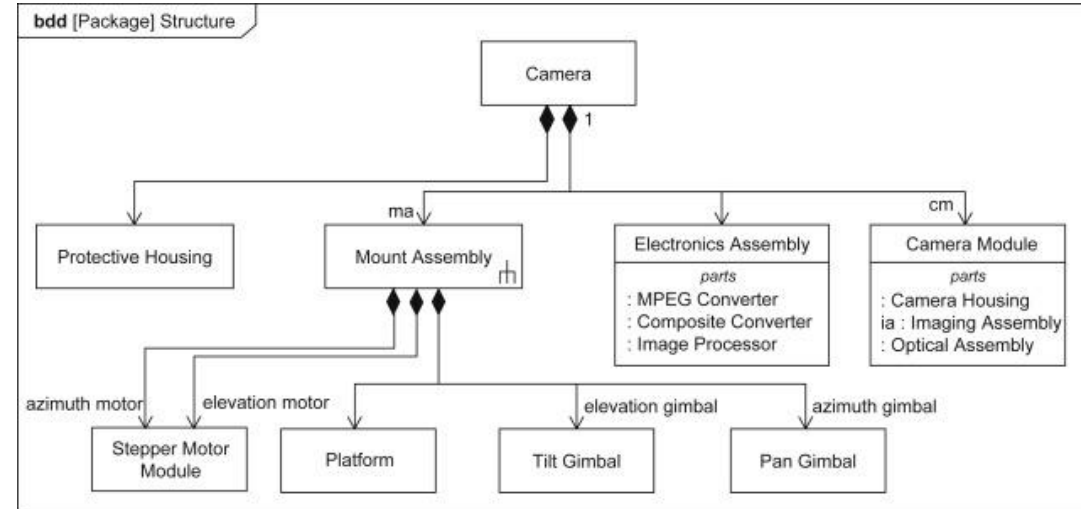 bdd [Package] Structure
Camera
1
ma
cm
Protective Housing
Mount Assembly
Electronics Assembly
parts
: MPEG Converter
: Composite Converter
: Image Processor
Camera Module
parts
: Camera Housing
ia : Imaging Assembly
: Optical Assembly
azimuth motor
elevation motor
elevation gimbal
azimuth gimbal
Stepper Motor
Module
Platform
Tilt Gimbal
Pan Gimbal